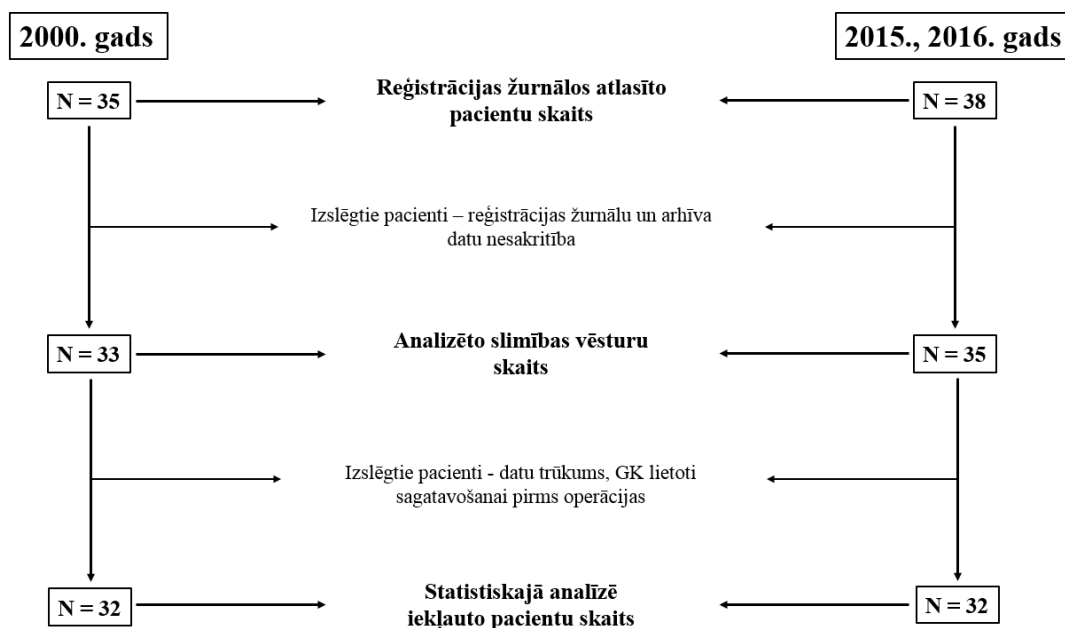 2000. gads
2015., 2016. gads
N = 35
Reģistrācijas žurnālos atlasīto
pacientu skaits
N = 38
Izslēgtie pacienti – reģistrācijas žurnālu un arhīva
datu nesakritība
N = 33
Analizēto slimības vēsturu
skaits
N = 35
Izslēgtie pacienti - datu trūkums, GK lietoti
sagatavošanai pirms operācijas
N = 32
Statistiskajā analīzē
iekļauto pacientu skaits
N = 32